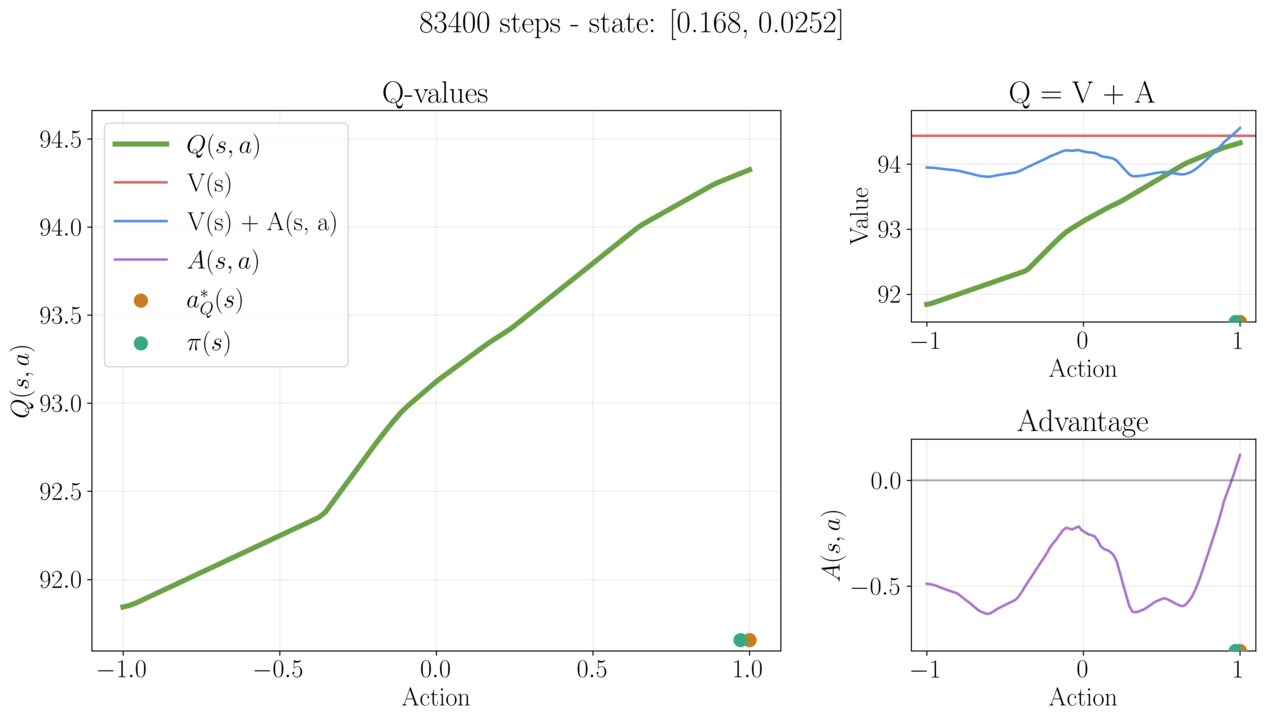 83400 steps - state: [0.168, 0.0252]
Q-values
Q(s, a)
94.5
94.0
93.5
93.0
92.5
92.0
Q(s, a)
V(s)
V(s) + A(s, a)
A(s, a)
a*Q(s)
π(s)
−1.0 −0.5 0.0 0.5 1.0
Action
Q = V + A
Value
94
93
92
−1 0 1
Action
Advantage
A(s, a)
0.0
−0.5
−1 0 1
Action